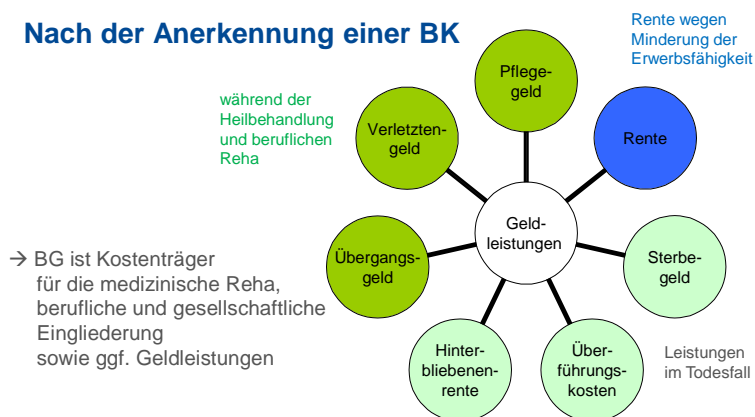 Nach der Anerkennung einer BK
Rente wegen
Minderung der
Erwerbsfähigkeit
Pflege-
geld
während der
Heilbehandlung
und beruflichen
Reha
Verletzten-
geld
Rente
Geld-
leistungen
Übergangs-
geld
Sterbe-
geld
→ BG ist Kostenträger
für die medizinische Reha,
berufliche und gesellschaftliche
Eingliederung
sowie ggf. Geldleistungen
Hinter-
bliebenen-
rente
Über-
führungs-
kosten
Leistungen
im Todesfall